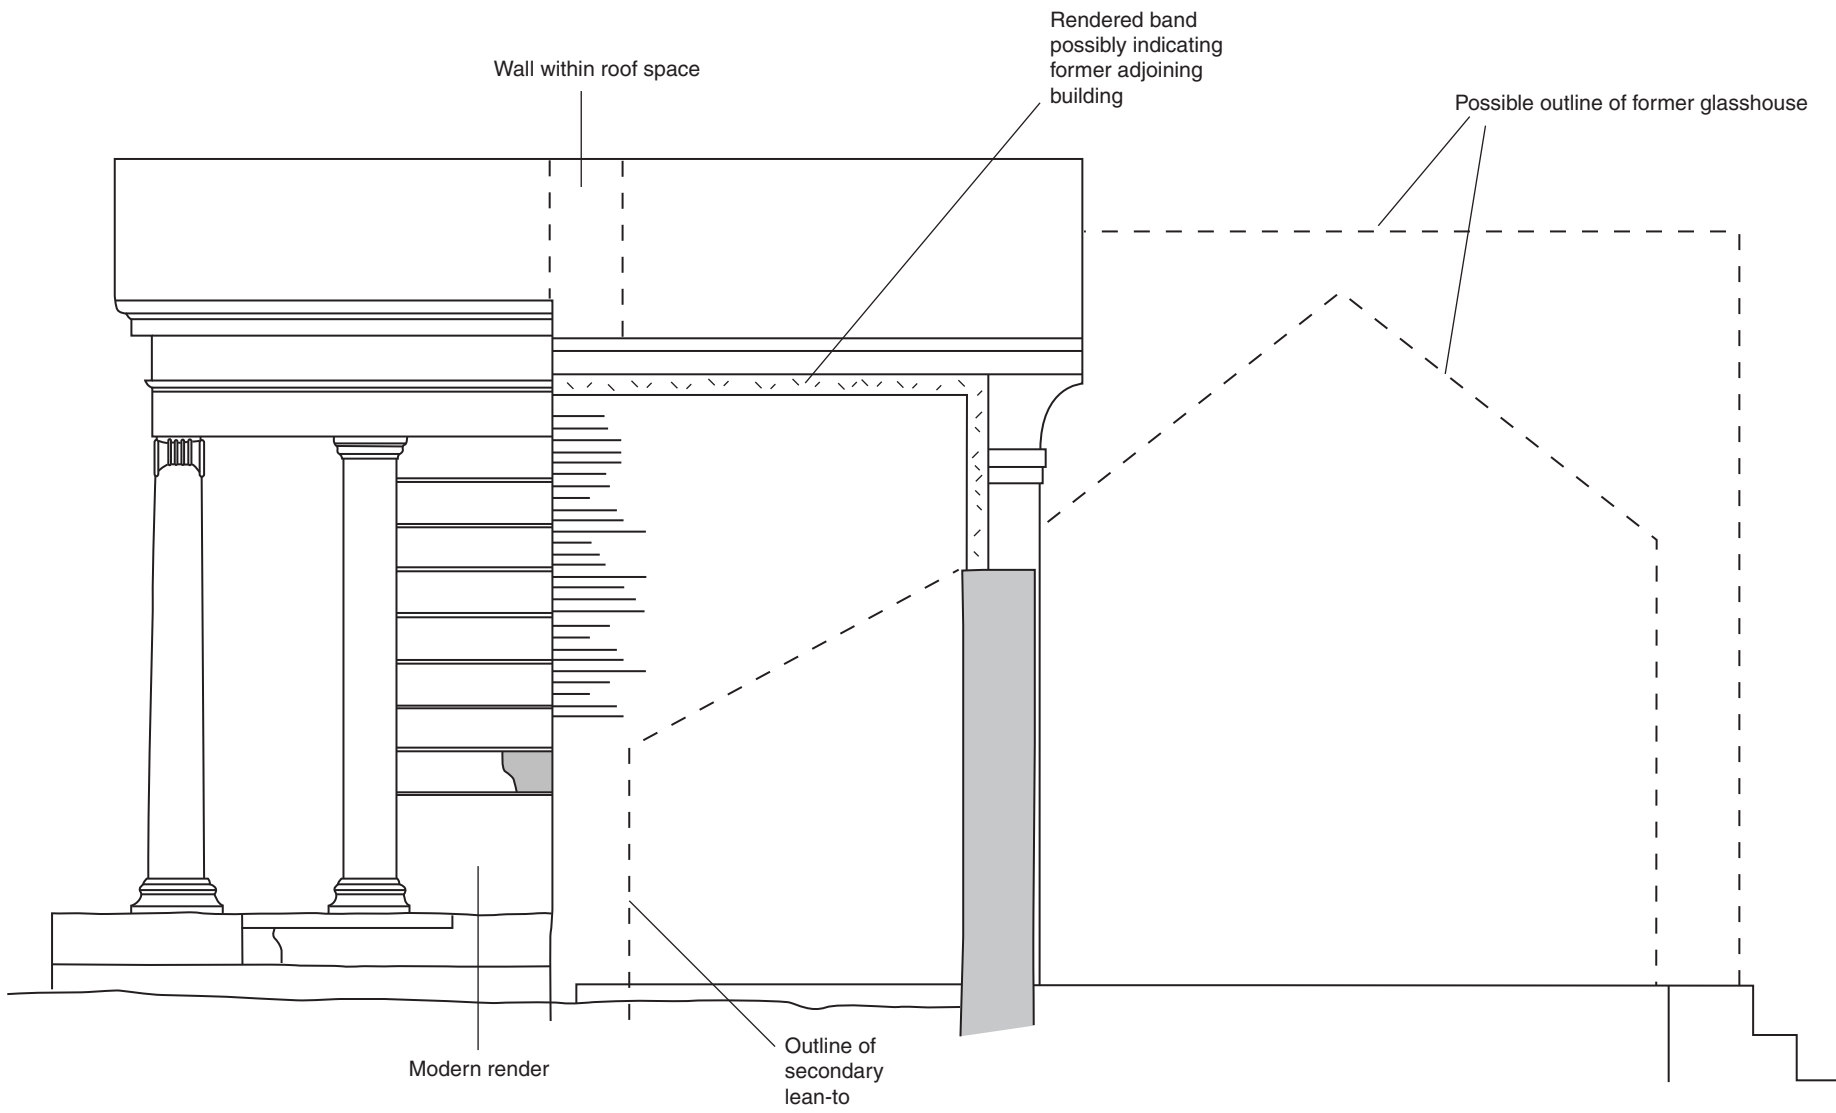 Rendered band
possibly indicating
former adjoining
building
Wall within roof space
Possible outline of former glasshouse
Modern render
Outline of
secondary
lean-to